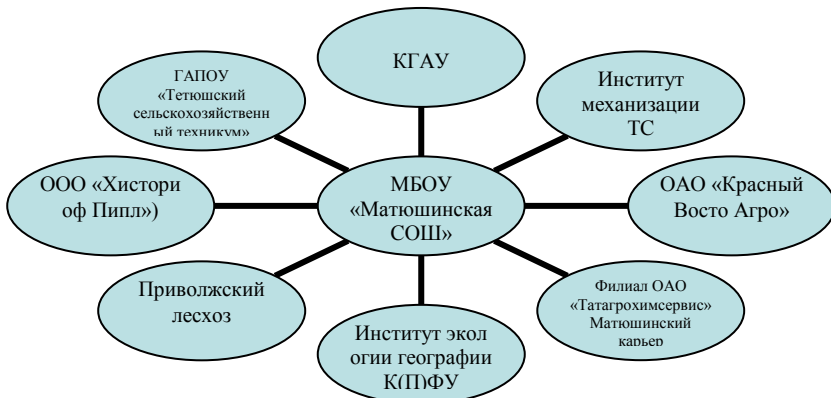 КГАУ
ГАПОУ
«Тетюшский
сельскохозяйственн
ый техникум»
Институт
механизации
ТС
ООО «Хистори
оф Пипл»)
МБОУ
«Матюшинская
СОШ»
ОАО «Красный
Восто Агро»
Приволжский
лесхоз
Институт экол
огии географии
К(П)ФУ
Филиал ОАО
«Татагрохимсервис»
Матюшинский
карьер